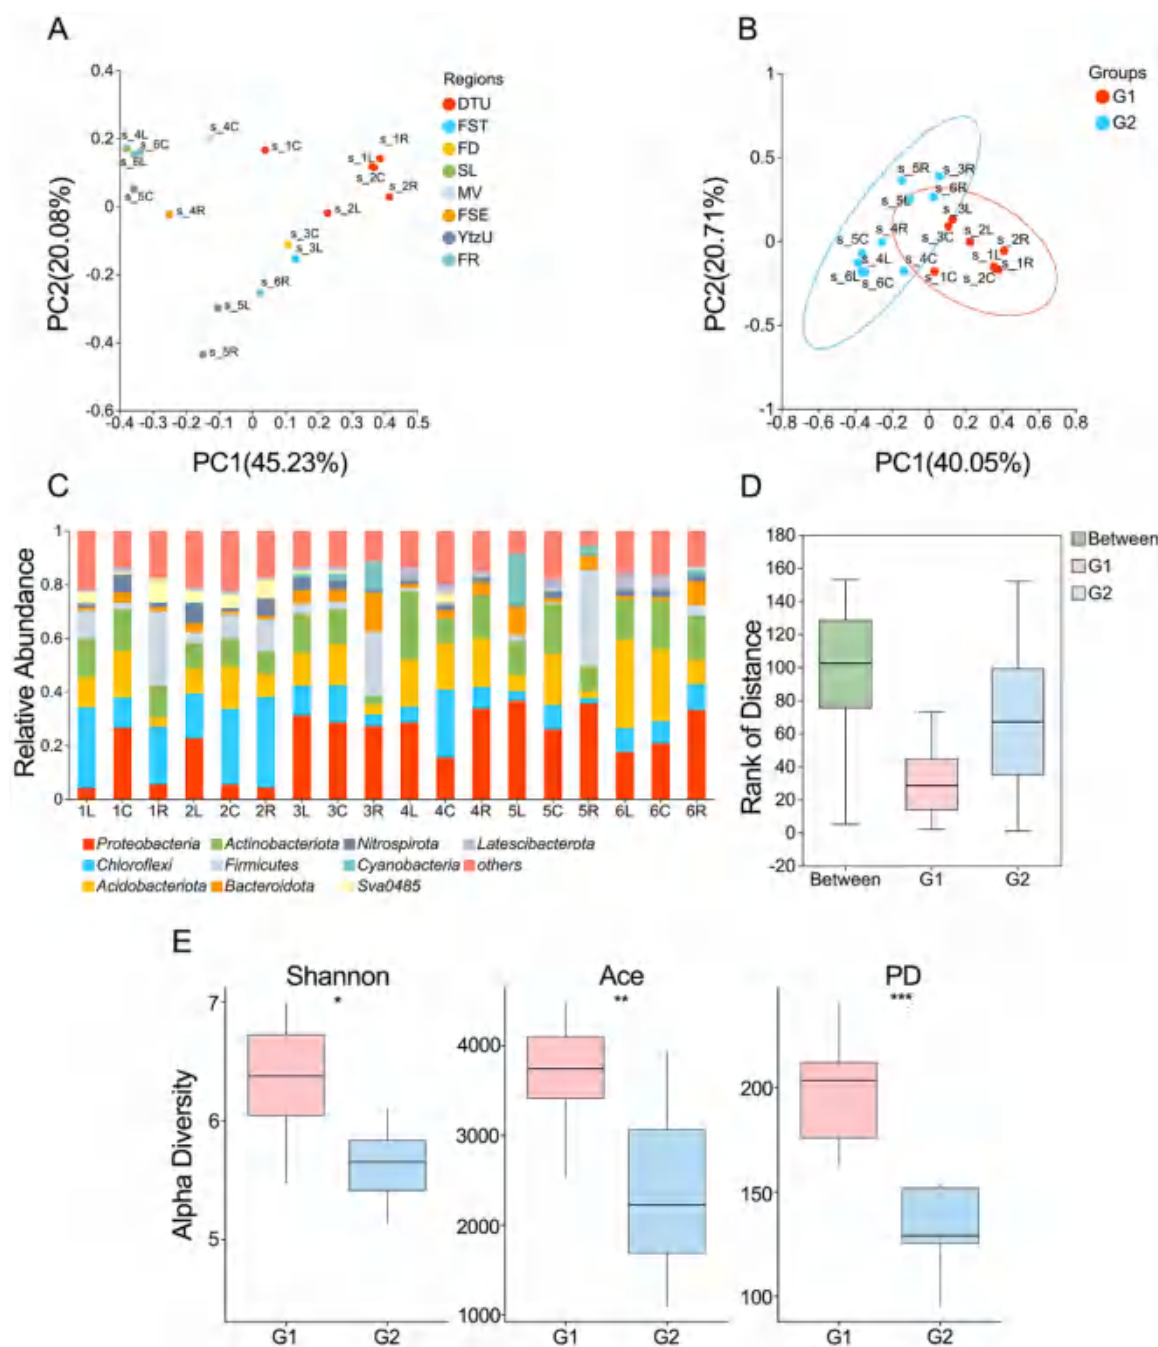 A
PC2(20.08%)
0.4
0.2
0
-0.2
-0.4
-0.6
-0.4
-0.3
-0.2
-0.1
0
0.1
0.2
0.3
0.4
0.5
PC1(45.23%)
s_4L
s_6C
s_6L
s_5C
s_4C
s_1C
s_1R
s_1L
s_2C
s_2R
s_4R
s_2L
s_3C
s_3L
s_6R
s_5L
s_5R
Regions
DTU
FST
FD
SL
MV
FSE
YtzU
FR
B
PC2(20.71%)
1
0.5
0
-0.5
-1
-0.8
-0.6
-0.4
-0.2
0
0.2
0.4
0.6
0.8
PC1(40.05%)
s_5R
s_3R
s_6R
s_5L
s_3L
s_4R
s_3C
s_2L
s_2R
s_5C
s_1L
s_4L
s_4C
s_1R
s_6L
s_6C
s_1C
s_2C
Groups
G1
G2
C
Relative Abundance
1
0.8
0.6
0.4
0.2
0
1L 1C 1R 2L 2C 2R 3L 3C 3R 4L 4C 4R 5L 5C 5R 6L 6C 6R
Proteobacteria Actinobacteriota Nitrospirota Latescibacterota
Chloroflexi Firmicutes Cyanobacteria others
Acidobacteriota Bacteroidota Sva0485
D
Rank of Distance
180
160
140
120
100
80
60
40
20
0
-20
Between G1 G2
Between
G1
G2
E
Alpha Diversity
Shannon
*
7
6
5
G1 G2
Ace
**
4000
3000
2000
1000
G1 G2
PD
***
200
150
100
G1 G2